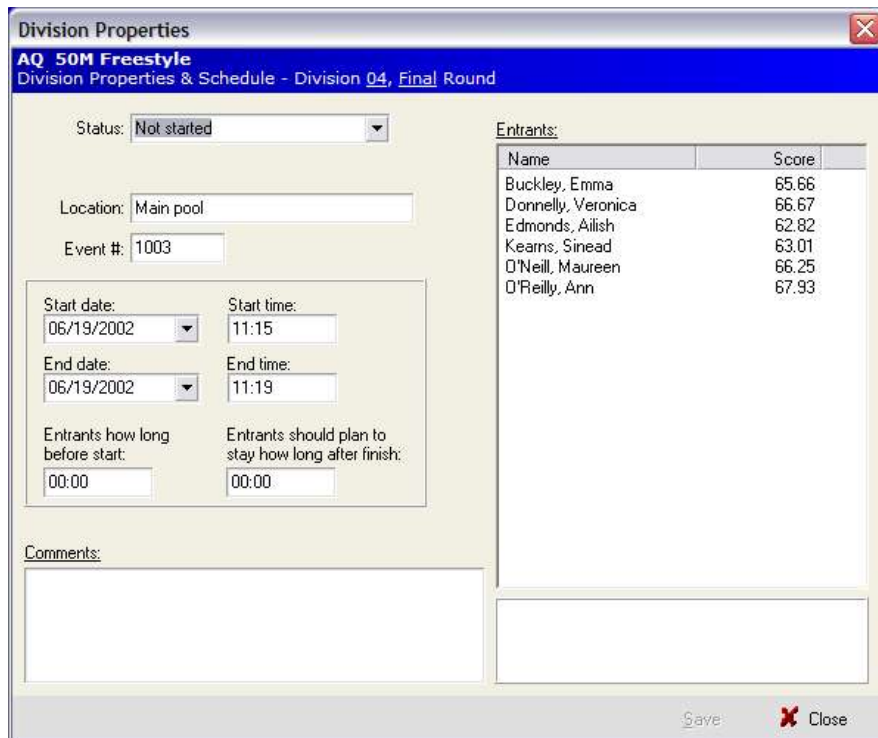 Division Properties
AQ 50M Freestyle
Division Properties & Schedule - Division 04, Final Round
Status: Not started
Location: Main pool
Event #: 1003
Start date: Start time:
06/19/2002 11:15
End date: End time:
06/19/2002 11:19
Entrants how long Entrants should plan to
before start: stay how long after finish:
00:00 00:00
Comments:
Entrants:
Name Score
Buckley, Emma 65.66
Donnelly, Veronica 66.67
Edmonds, Ailish 62.82
Kearns, Sinead 63.01
O'Neill, Maureen 66.25
O'Reilly, Ann 67.93
Save Close